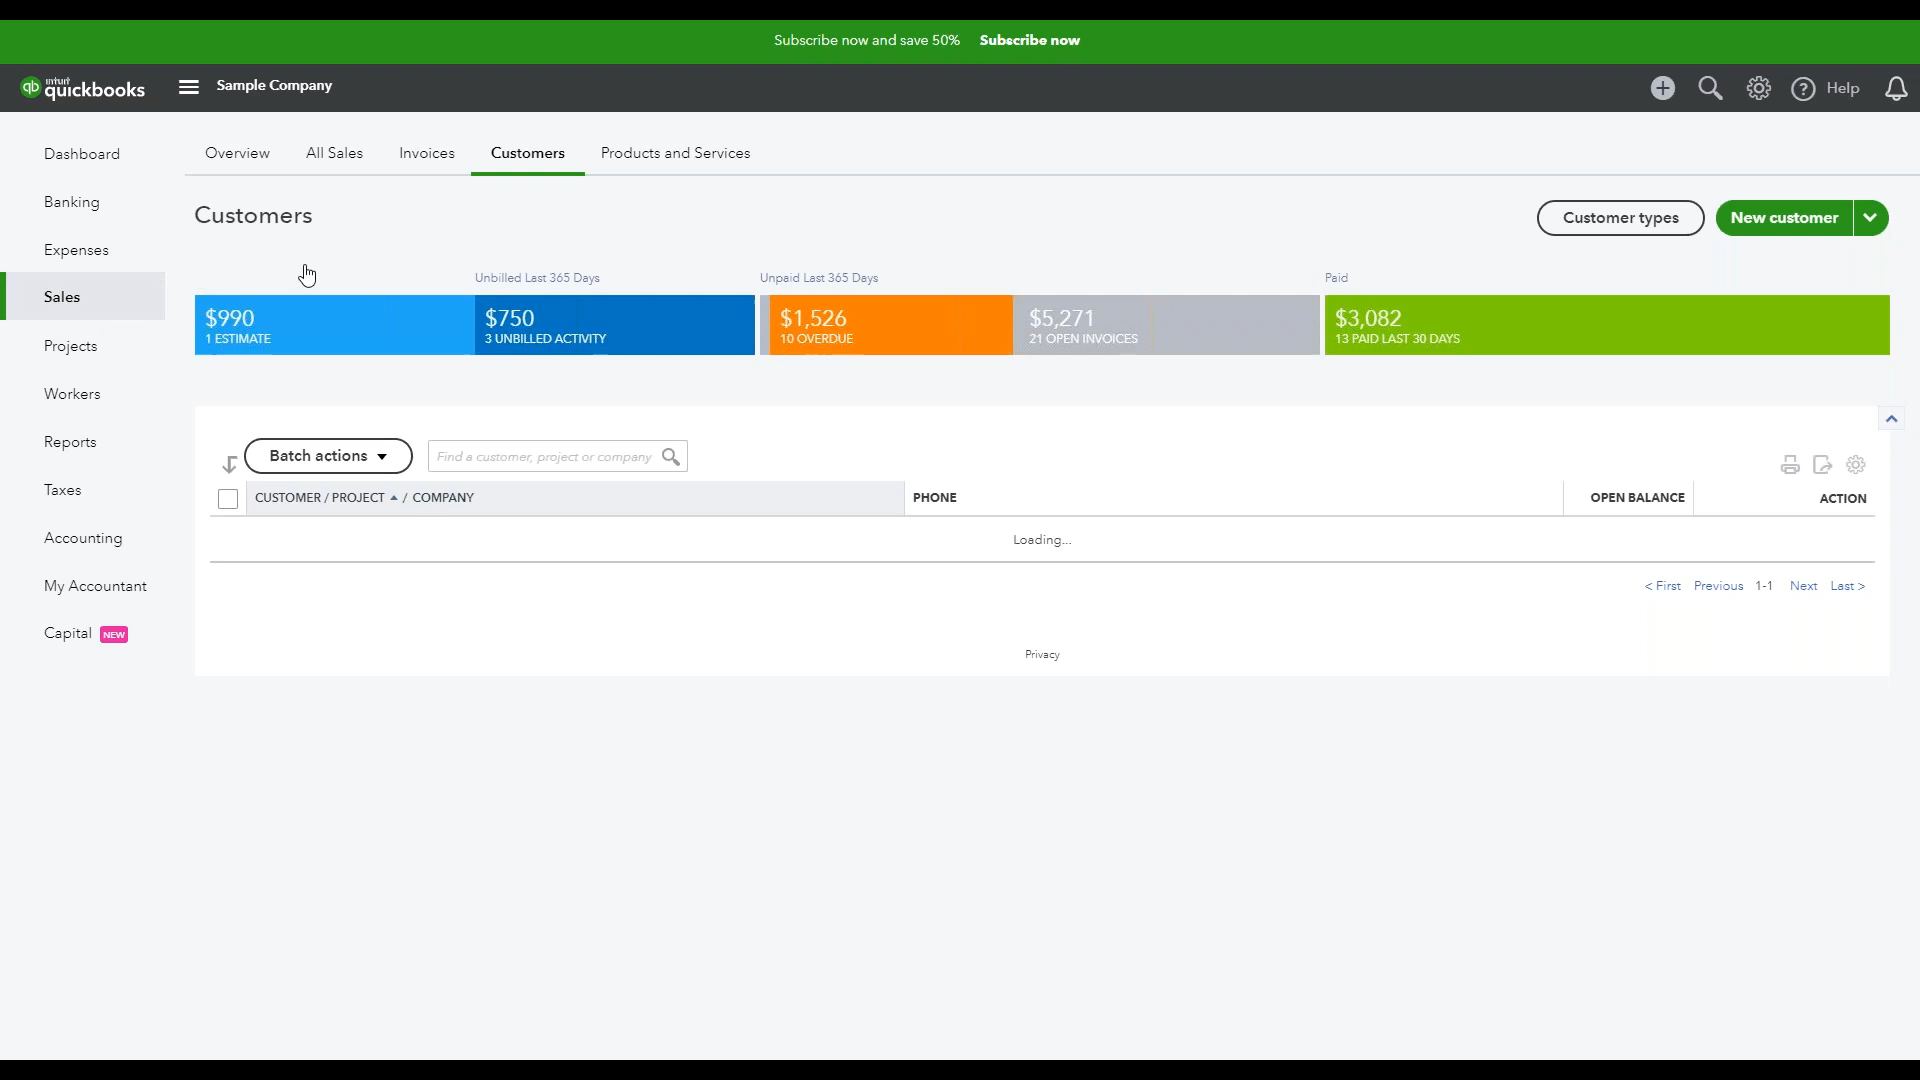 Subscribe now and save 50% Subscribe now
qb intuit quickbooks Sample Company ? Help
Dashboard
Banking
Expenses
Sales
Projects
Workers
Reports
Taxes
Accounting
My Accountant
Capital NEW
Overview All Sales Invoices Customers Products and Services
Customers
Customer types New customer
Unbilled Last 365 Days Unpaid Last 365 Days Paid
$990 $750 $1,526 $5,271 $3,082
1 ESTIMATE 3 UNBILLED ACTIVITY 10 OVERDUE 21 OPEN INVOICES 13 PAID LAST 30 DAYS
Batch actions Find a customer, project or company
CUSTOMER / PROJECT / COMPANY PHONE OPEN BALANCE ACTION
Loading...
< First Previous 1-1 Next Last >
Privacy